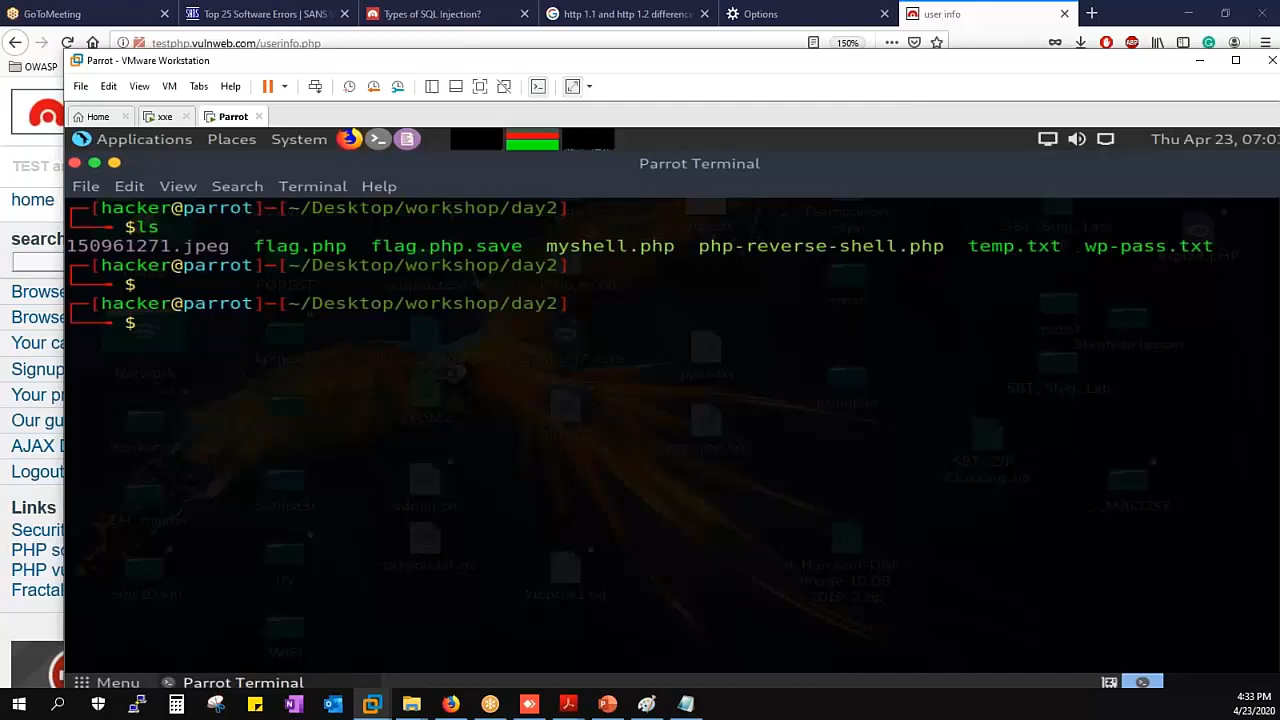 GoToMeeting
Top 25 Software Errors | SANS I
Types of SQL Injection?
http 1.1 and http 1.2 difference
Options
user info
testphp.vulnweb.com/userinfo.php
150%
OWASP
Parrot - VMware Workstation
File Edit View VM Tabs Help
Home xxe Parrot
Applications Places System
Thu Apr 23, 07:0
Parrot Terminal
File Edit View Search Terminal Help
TEST
home
search
Browse
Browse
Your ca
Signup
Your pr
Our gu
AJAX D
Logout
Links
Securit
PHP sc
PHP vu
Fractal
[hacker@parrot]-[~/Desktop/workshop/day2]
$ls
150961271.jpeg flag.php flag.php.save myshell.php php-reverse-shell.php temp.txt wp-pass.txt
[hacker@parrot]-[~/Desktop/workshop/day2]
$
[hacker@parrot]-[~/Desktop/workshop/day2]
$
Menu Parrot Terminal
4:33 PM
4/23/2020